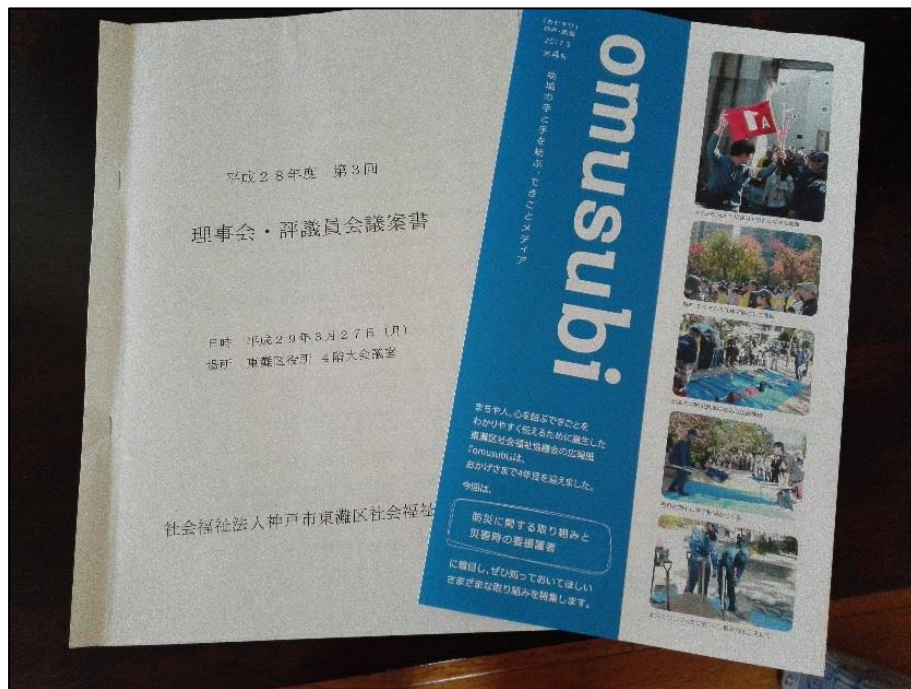 平成28年度　第3回
理事会・評議員会議案書
日時　平成29年3月27日(月)
場所　東灘区役所　4階大会議室
社会福祉法人神戸市東灘区社会福祉
2017.3
第4号
地域の手と手を結ぶ、できごとメディア
omusubi
まちや人、心を結ぶできごとを
わかりやすく伝えるために誕生した
東灘区社会福祉協議会の広報紙
『omusubi』は、
おかげさまで4年目を迎えました。
今回は、
防災に関する取り組みと
災害時の要援護者
に着目し、ぜひ知っておいてほしい
さまざまな取り組みを特集します。
1A